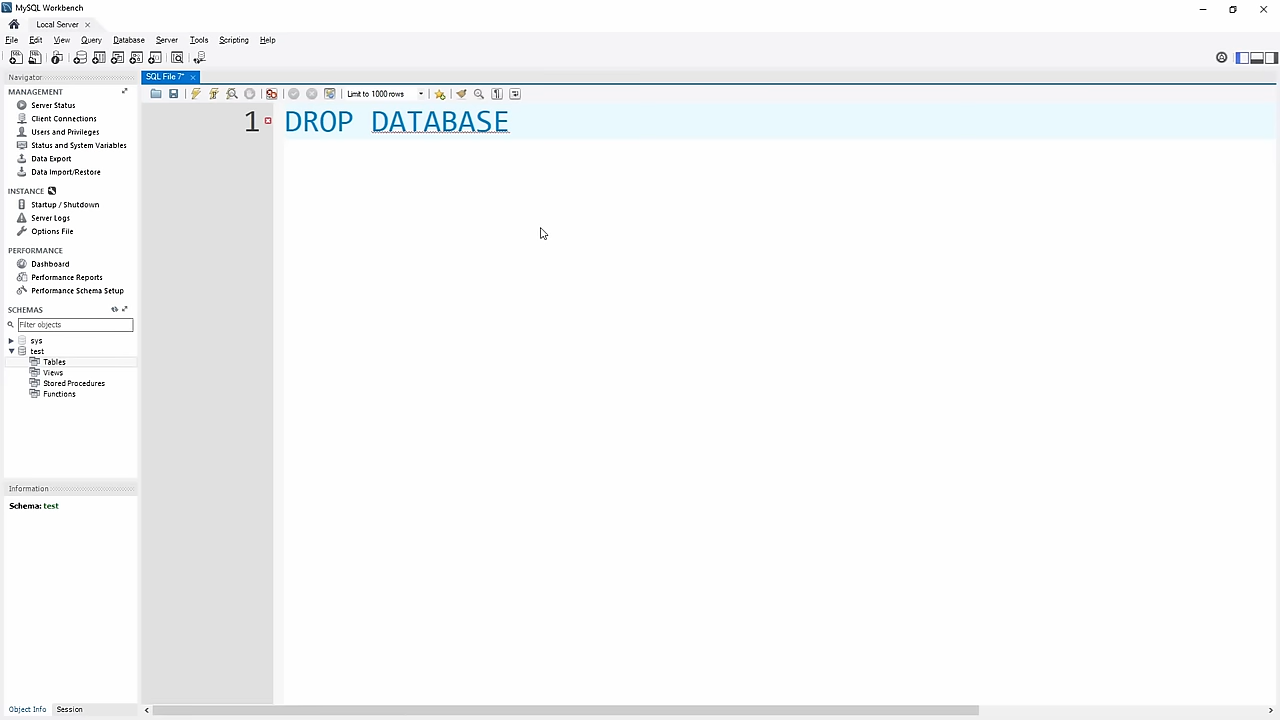 MySQL Workbench
Local Server
File Edit View Query Database Server Tools Scripting Help
Navigator
SQL File 7*
MANAGEMENT
Limit to 1000 rows
Server Status
Client Connections
Users and Privileges
Status and System Variables
Data Export
Data Import/Restore
INSTANCE
Startup / Shutdown
Server Logs
Options File
PERFORMANCE
Dashboard
Performance Reports
Performance Schema Setup
SCHEMAS
Filter objects
sys
test
Tables
Views
Stored Procedures
Functions
1 DROP DATABASE
Information
Schema: test
Object Info Session